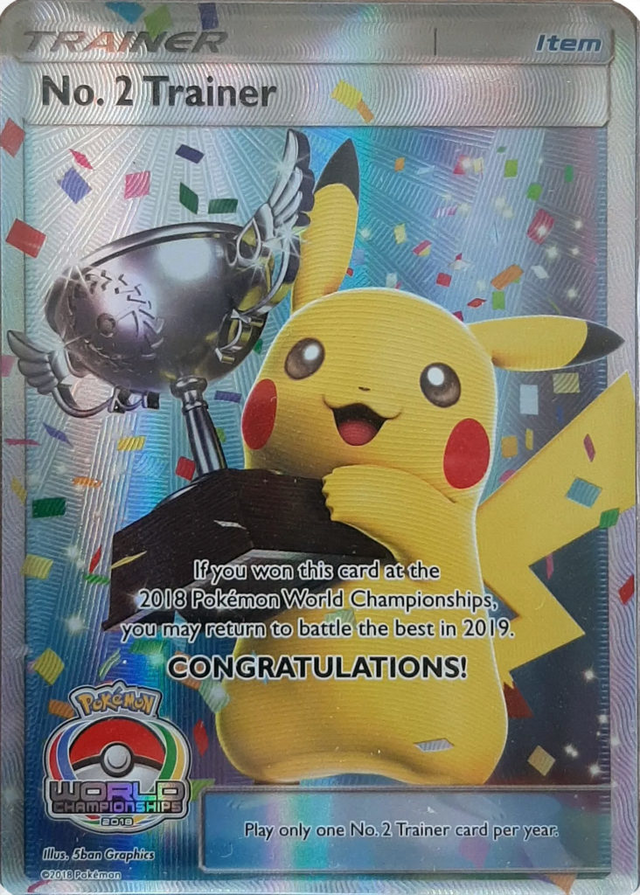 TRAINER
Item
No. 2 Trainer
If you won this card at the
2018 Pokémon World Championships,
you may return to battle the best in 2019.
CONGRATULATIONS!
POKéMON
WORLD
CHAMPIONSHIPS
2018
Play only one No. 2 Trainer card per year.
Illus. 5ban Graphics
©2018 Pokémon